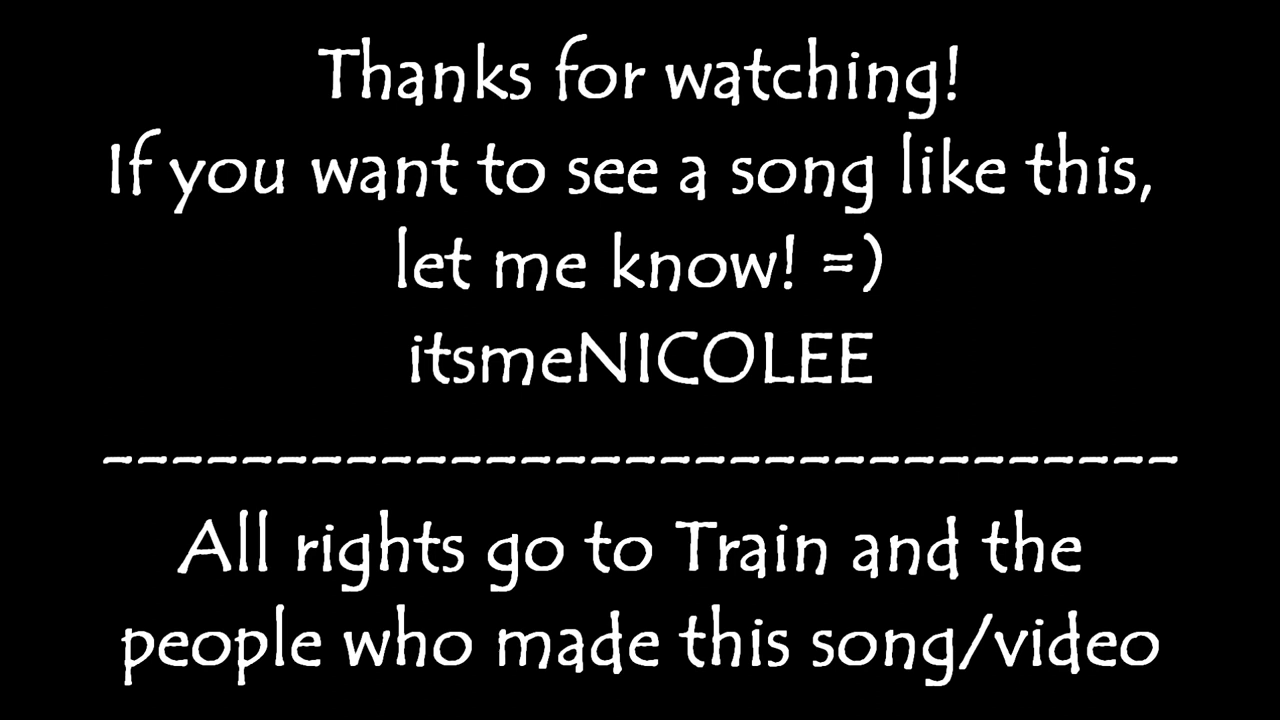 Thanks for watching!
If you want to see a song like this,
let me know! =)
itsmeNICOLEE
-------------------------------
All rights go to Train and the
people who made this song/video